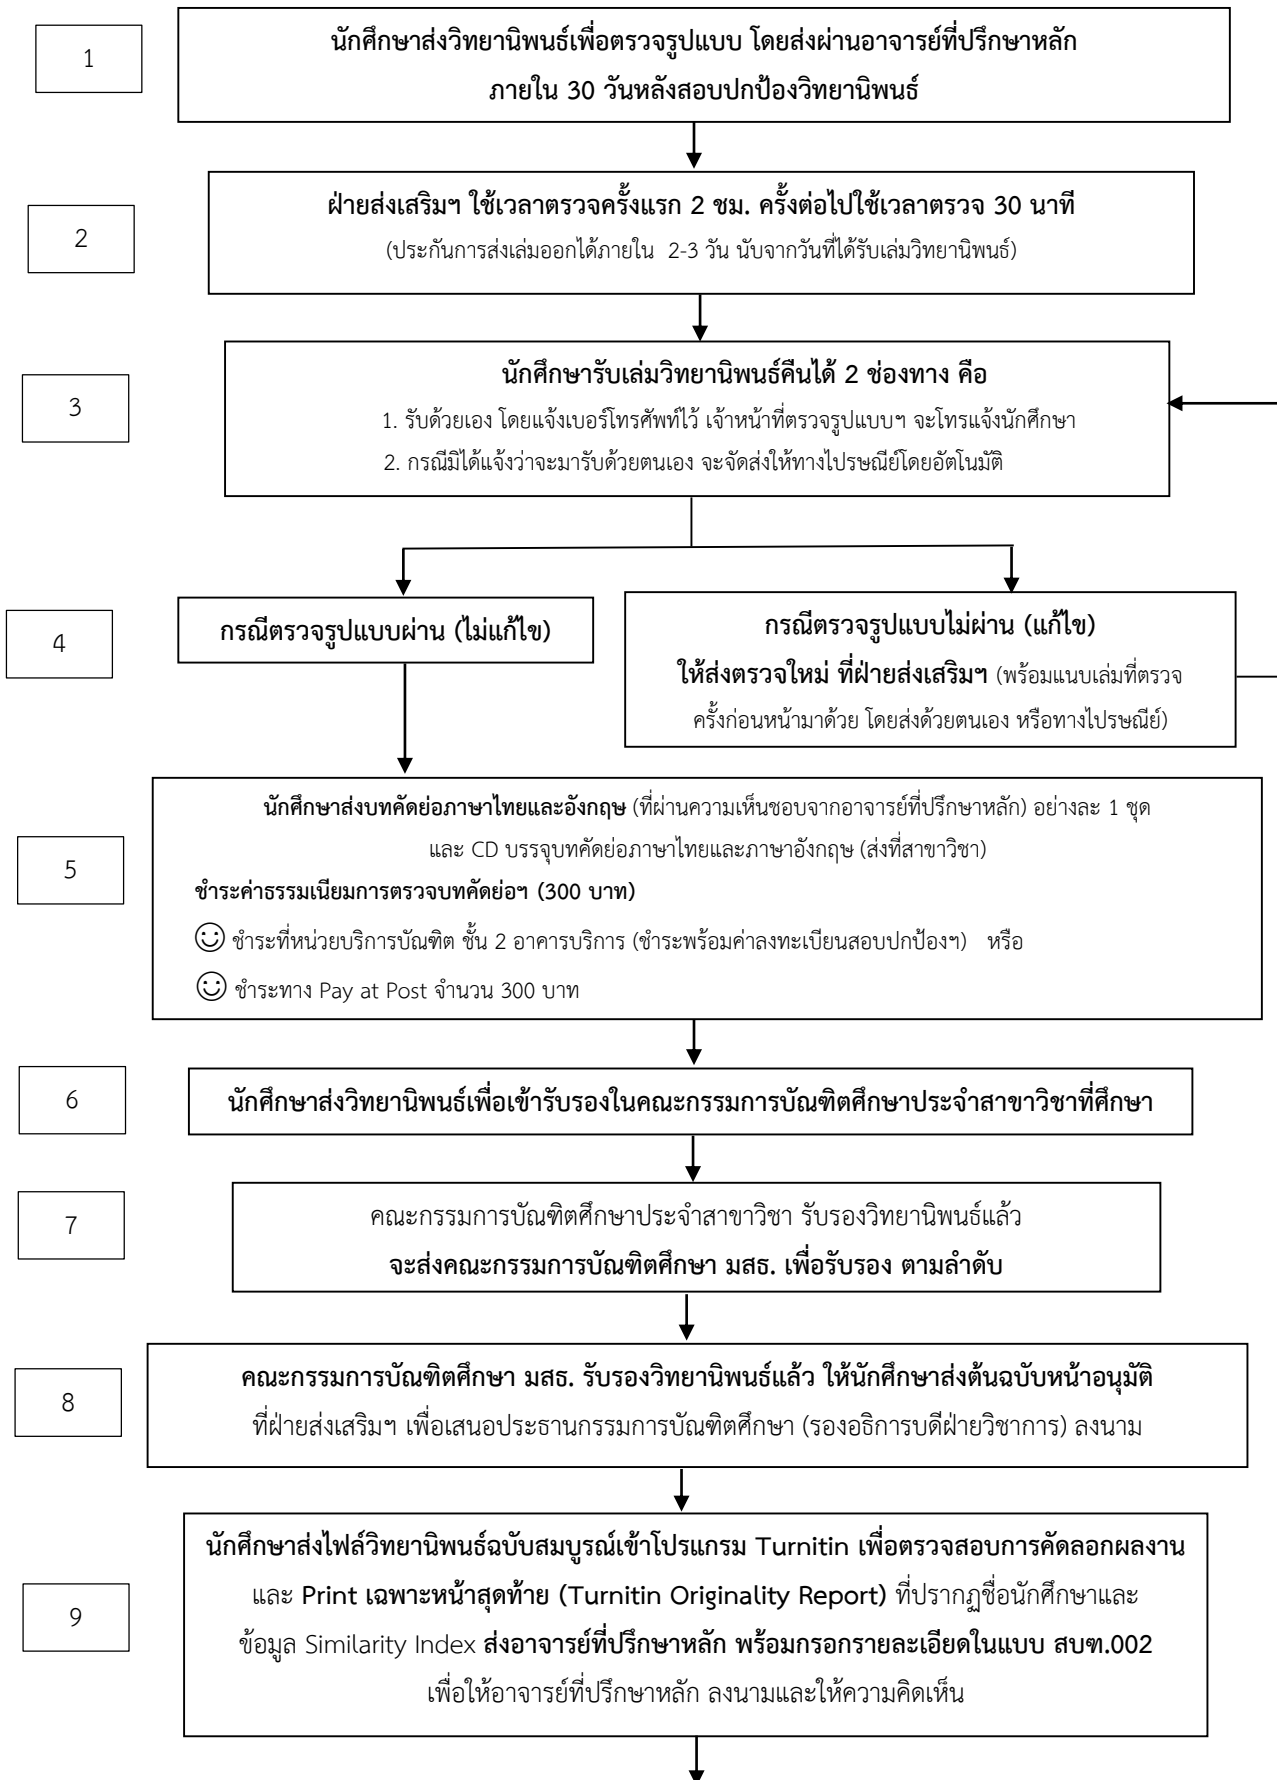 1
นักศึกษาส่งวิทยานิพนธ์เพื่อตรวจรูปแบบ โดยส่งผ่านอาจารย์ที่ปรึกษาหลัก
ภายใน 30 วันหลังสอบปกป้องวิทยานิพนธ์
2
ฝ่ายส่งเสริมฯ ใช้เวลาตรวจครั้งแรก 2 ชม. ครั้งต่อไปใช้เวลาตรวจ 30 นาที
(ประกันการส่งเล่มออกได้ภายใน 2-3 วัน นับจากวันที่ได้รับเล่มวิทยานิพนธ์)
3
นักศึกษารับเล่มวิทยานิพนธ์คืนได้ 2 ช่องทาง คือ
1. รับด้วยเอง โดยแจ้งเบอร์โทรศัพท์ไว้ เจ้าหน้าที่ตรวจรูปแบบฯ จะโทรแจ้งนักศึกษา
2. กรณีมิได้แจ้งว่าจะมารับด้วยตนเอง จะจัดส่งให้ทางไปรษณีย์โดยอัตโนมัติ
4
กรณีตรวจรูปแบบผ่าน (ไม่แก้ไข)
กรณีตรวจรูปแบบไม่ผ่าน (แก้ไข)
ให้ส่งตรวจใหม่ ที่ฝ่ายส่งเสริมฯ (พร้อมแนบเล่มที่ตรวจ
ครั้งก่อนหน้ามาด้วย โดยส่งด้วยตนเอง หรือทางไปรษณีย์)
5
นักศึกษาส่งบทคัดย่อภาษาไทยและอังกฤษ (ที่ผ่านความเห็นชอบจากอาจารย์ที่ปรึกษาหลัก) อย่างละ 1 ชุด
และ CD บรรจุบทคัดย่อภาษาไทยและภาษาอังกฤษ (ส่งที่สาขาวิชา)
ชำระค่าธรรมเนียมการตรวจบทคัดย่อฯ (300 บาท)
☺ ชำระที่หน่วยบริการบัณฑิต ชั้น 2 อาคารบริการ (ชำระพร้อมค่าลงทะเบียนสอบปกป้องฯ) หรือ
☺ ชำระทาง Pay at Post จำนวน 300 บาท
6
นักศึกษาส่งวิทยานิพนธ์เพื่อเข้ารับรองในคณะกรรมการบัณฑิตศึกษาประจำสาขาวิชาที่ศึกษา
7
คณะกรรมการบัณฑิตศึกษาประจำสาขาวิชา รับรองวิทยานิพนธ์แล้ว
จะส่งคณะกรรมการบัณฑิตศึกษา มสธ. เพื่อรับรอง ตามลำดับ
8
คณะกรรมการบัณฑิตศึกษา มสธ. รับรองวิทยานิพนธ์แล้ว ให้นักศึกษาส่งต้นฉบับหน้าอนุมัติ
ที่ฝ่ายส่งเสริมฯ เพื่อเสนอประธานกรรมการบัณฑิตศึกษา (รองอธิการบดีฝ่ายวิชาการ) ลงนาม
9
นักศึกษาส่งไฟล์วิทยานิพนธ์ฉบับสมบูรณ์เข้าโปรแกรม Turnitin เพื่อตรวจสอบการคัดลอกผลงาน
และ Print เฉพาะหน้าสุดท้าย (Turnitin Originality Report) ที่ปรากฏชื่อนักศึกษาและ
ข้อมูล Similarity Index ส่งอาจารย์ที่ปรึกษาหลัก พร้อมกรอกรายละเอียดในแบบ สบฑ.002
เพื่อให้อาจารย์ที่ปรึกษาหลัก ลงนามและให้ความคิดเห็น